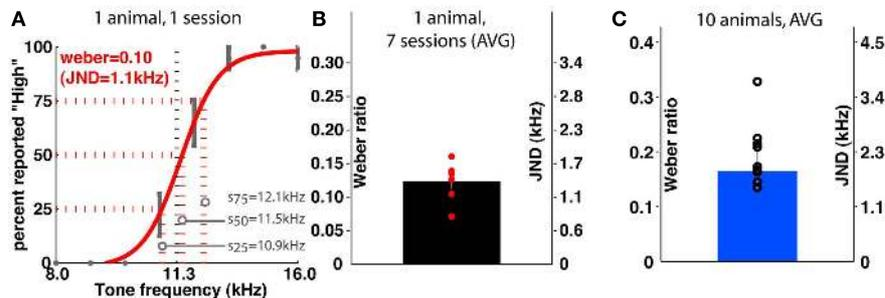 A
1 animal, 1 session
percent reported "High"
100
75
50
25
0
weber=0.10
(JND=1.1kHz)
s75=12.1kHz
s50=11.5kHz
s25=10.9kHz
8.0
11.3
16.0
Tone frequency (kHz)
B
1 animal,
7 sessions (AVG)
Weber ratio
0.30
0.25
0.20
0.15
0.10
0.05
0
JND (kHz)
3.4
2.8
2.3
1.7
1.1
0.6
0
C
10 animals, AVG
Weber ratio
0.4
0.3
0.2
0.1
0
JND (kHz)
4.5
3.4
2.3
1.1
0